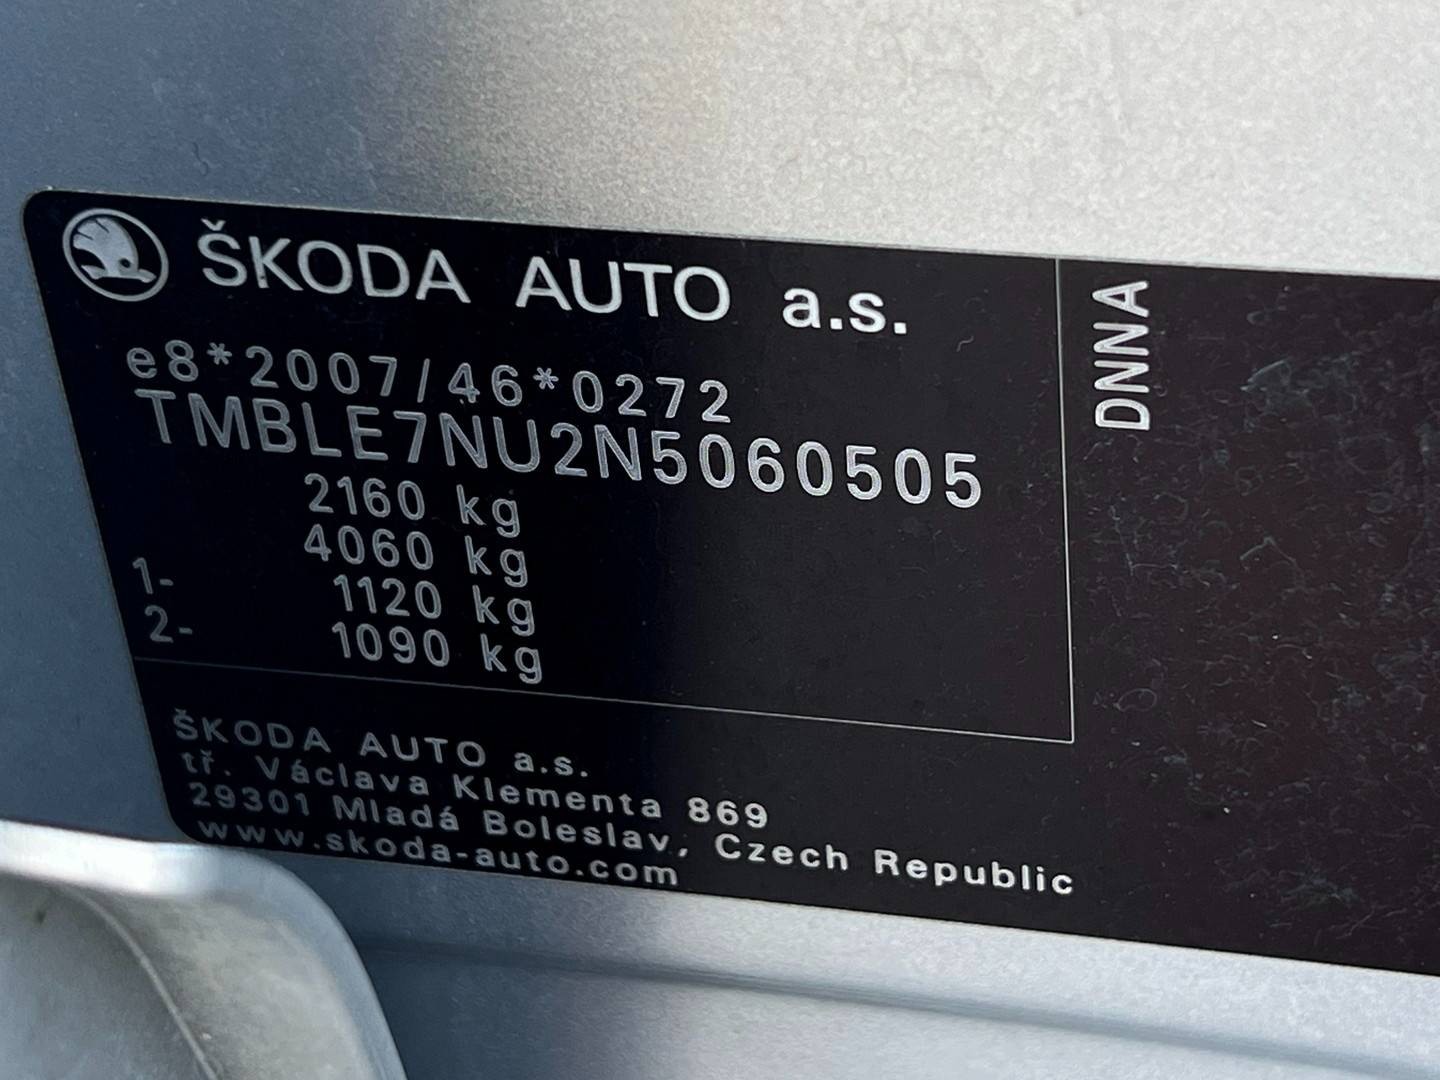 ŠKODA AUTO a.s.
e8*2007/46*0272
TMBLE7NU2N5060505
2160 kg
4060 kg
1- 1120 kg
2- 1090 kg
DNNA
ŠKODA AUTO a.s.
tř. Václava Klementa 869
29301 Mladá Boleslav, Czech Republic
www.skoda-auto.com